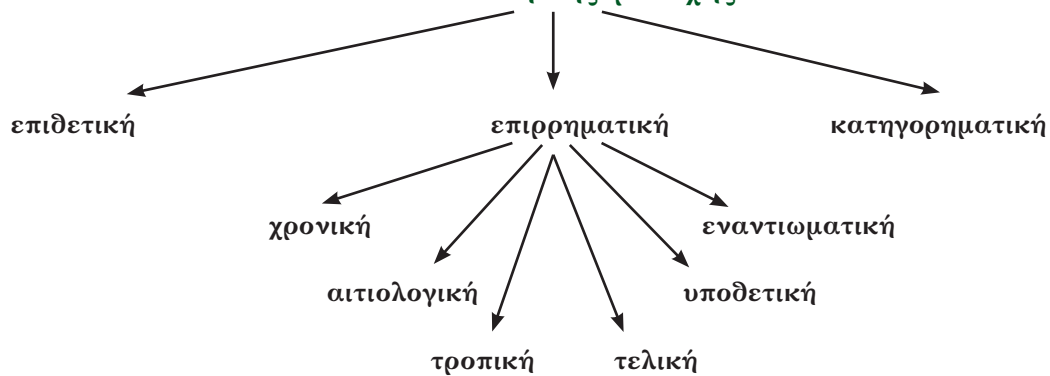 επιθετική επιρρηματική κατηγορηματική
χρονική εναντιωματική
αιτιολογική υποθετική
τροπική τελική